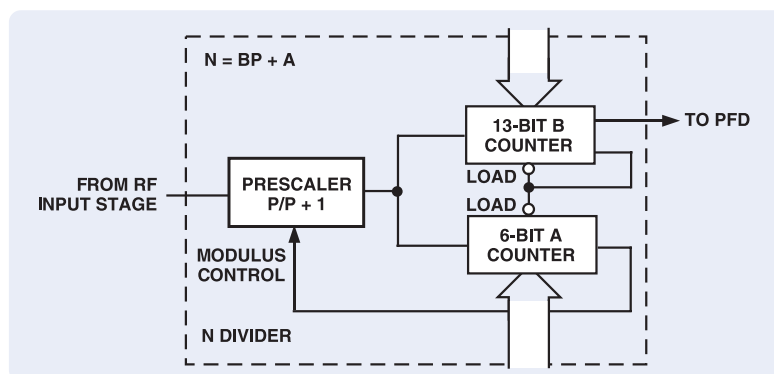 N = BP + A
13-BIT B
COUNTER
TO PFD
LOAD
FROM RF
INPUT STAGE
PRESCALER
P/P + 1
LOAD
MODULUS
CONTROL
6-BIT A
COUNTER
N DIVIDER